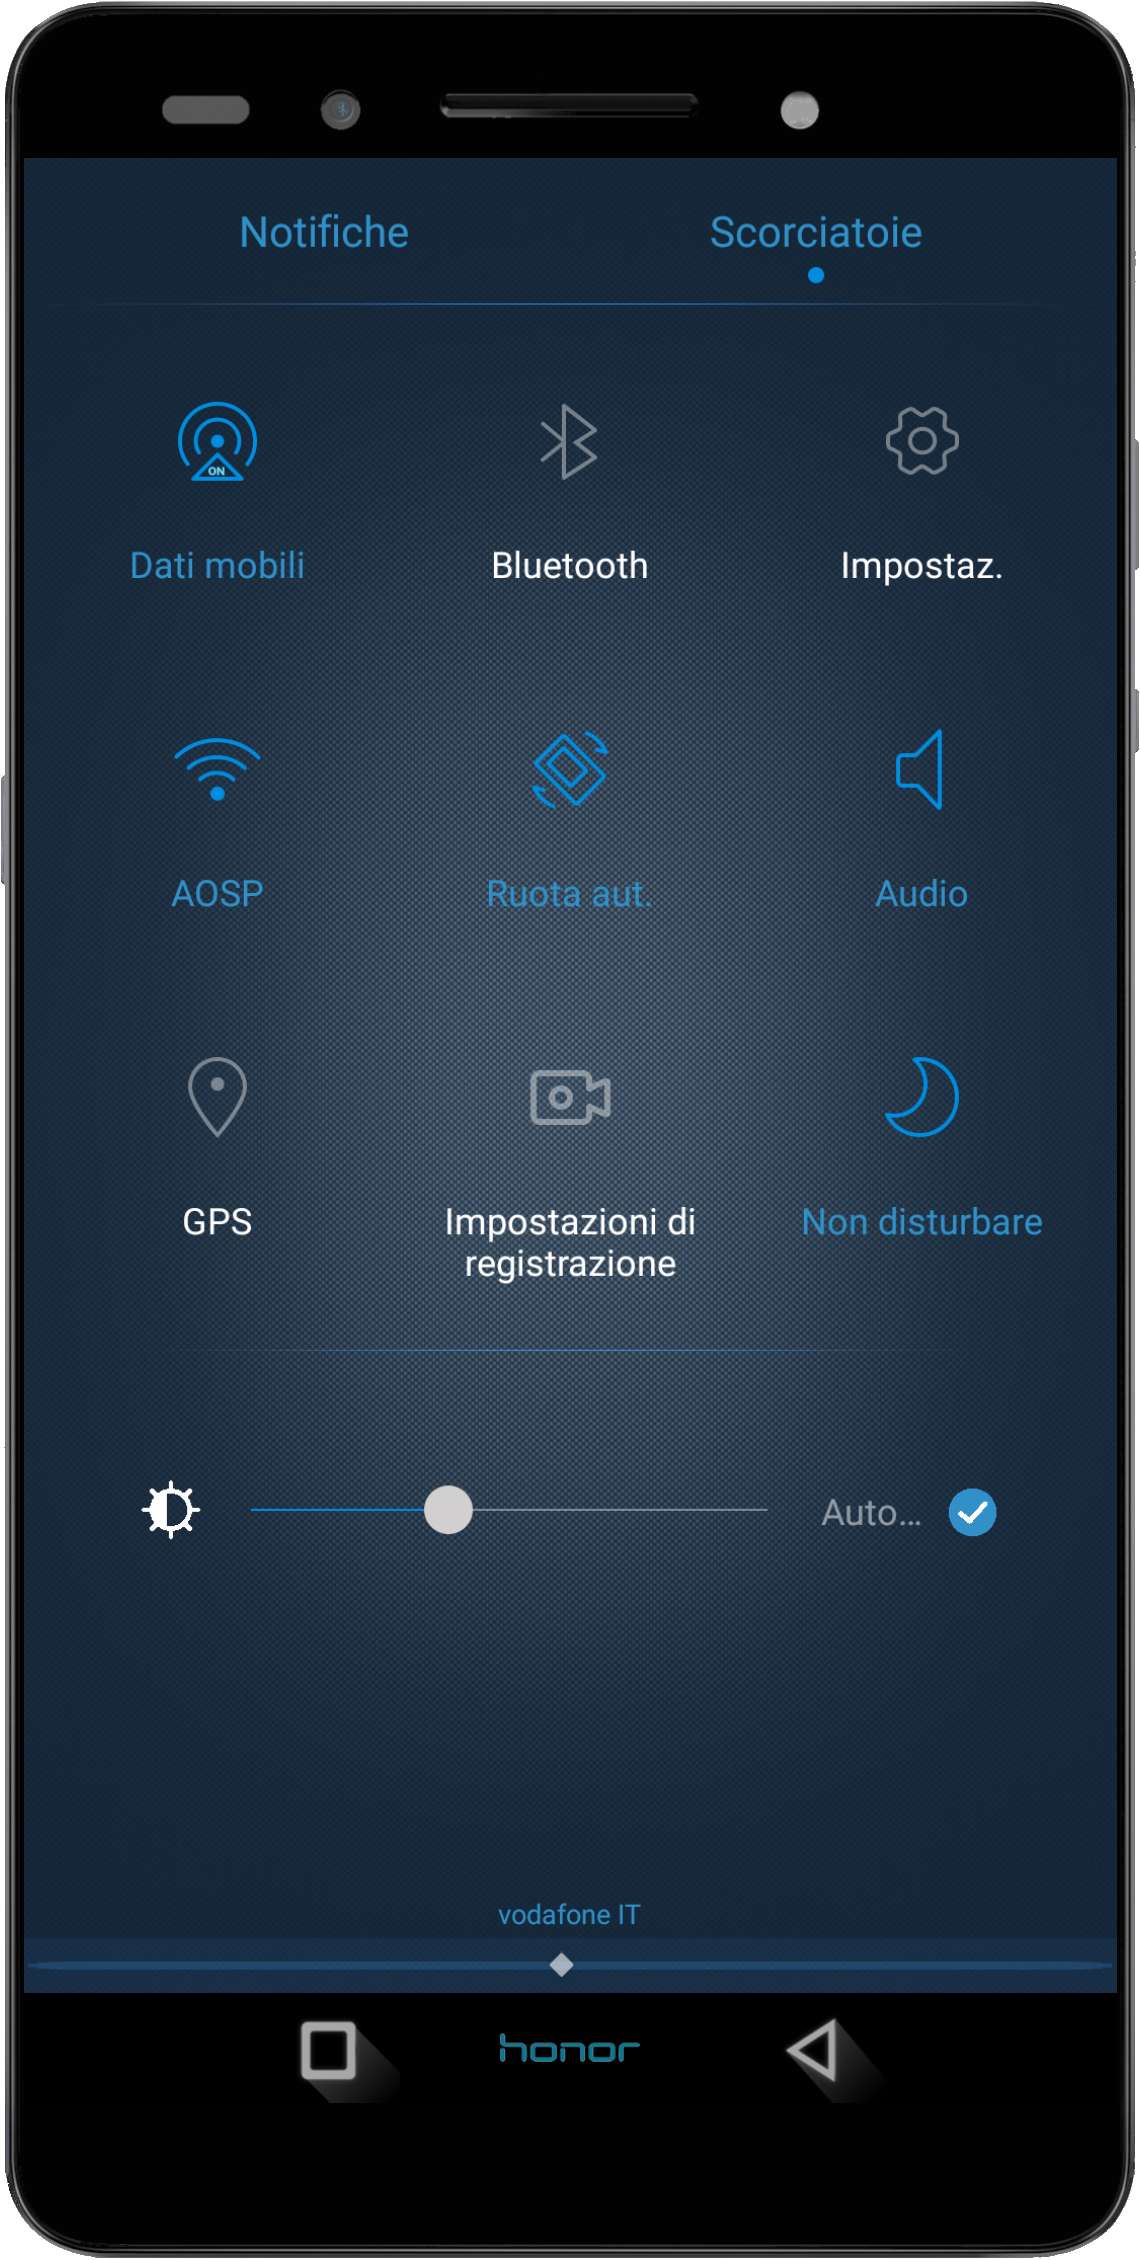 Notifiche Scorciatoie
ON
Dati mobili Bluetooth Impostaz.
AOSP Ruota aut. Audio
GPS Impostazioni di Non disturbare
registrazione
Auto...
vodafone IT
honor